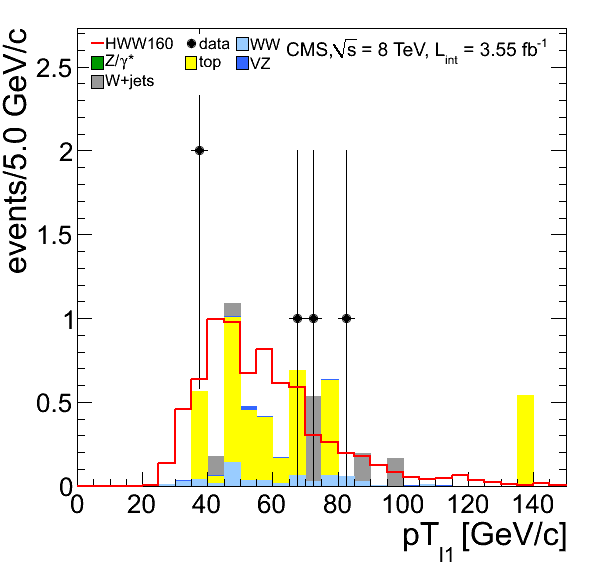 HWW160 data WW
CMS,√s = 8 TeV, L_int = 3.55 fb⁻¹
Z/γ* top VZ
W+jets
events/5.0 GeV/c
2.5
2
1.5
1
0.5
0
0 20 40 60 80 100 120 140
pT_l1 [GeV/c]